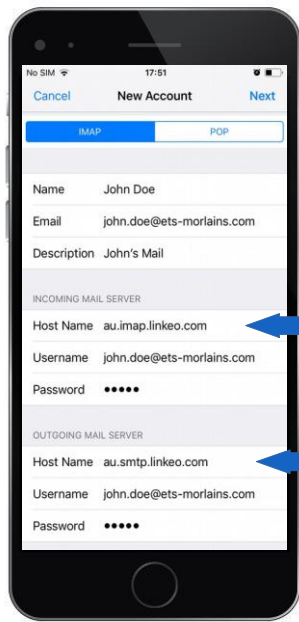 No SIM 17:51
Cancel New Account Next
IMAP POP
Name John Doe
Email john.doe@ets-morlains.com
Description John's Mail
INCOMING MAIL SERVER
Host Name au.imap.linkeo.com
Username john.doe@ets-morlains.com
Password •••••
OUTGOING MAIL SERVER
Host Name au.smtp.linkeo.com
Username john.doe@ets-morlains.com
Password •••••